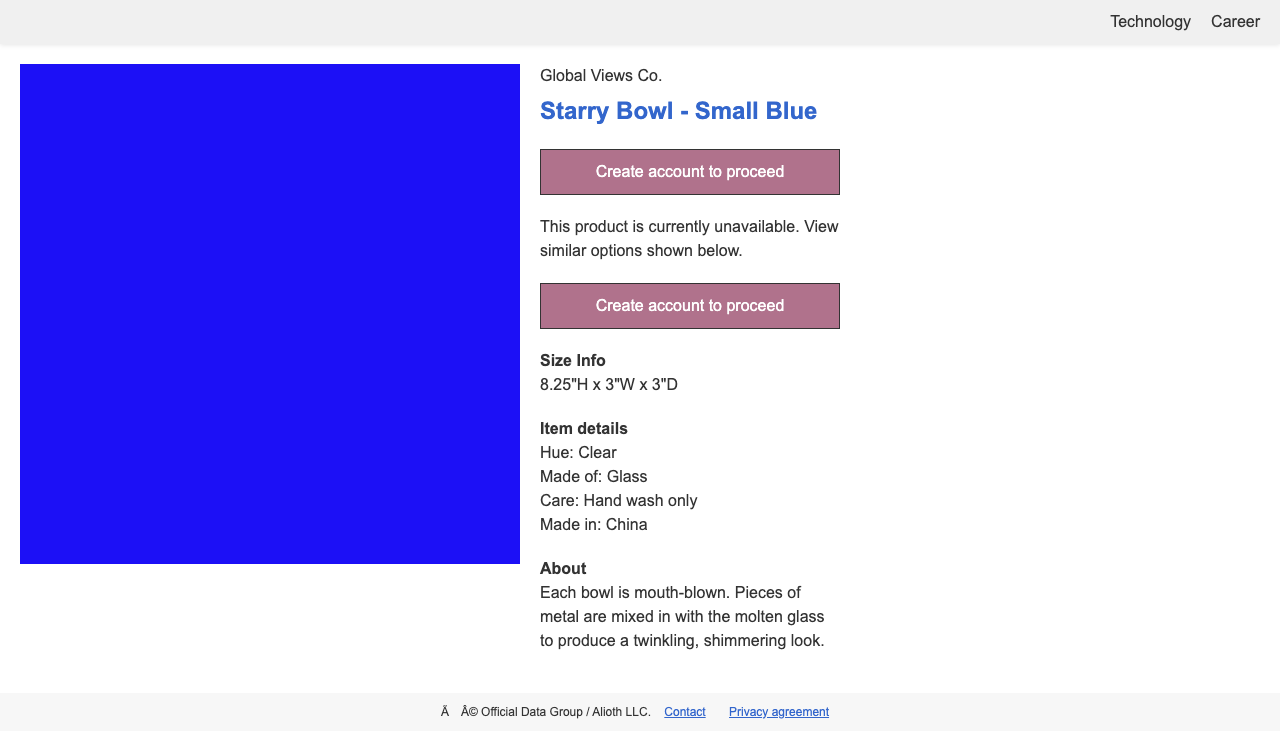 Technology Career
Global Views Co.
Starry Bowl - Small Blue
Create account to proceed
This product is currently unavailable. View
similar options shown below.
Create account to proceed
Size Info
8.25"H x 3"W x 3"D
Item details
Hue: Clear
Made of: Glass
Care: Hand wash only
Made in: China
About
Each bowl is mouth-blown. Pieces of
metal are mixed in with the molten glass
to produce a twinkling, shimmering look.
Ã Â© Official Data Group / Alioth LLC. Contact Privacy agreement